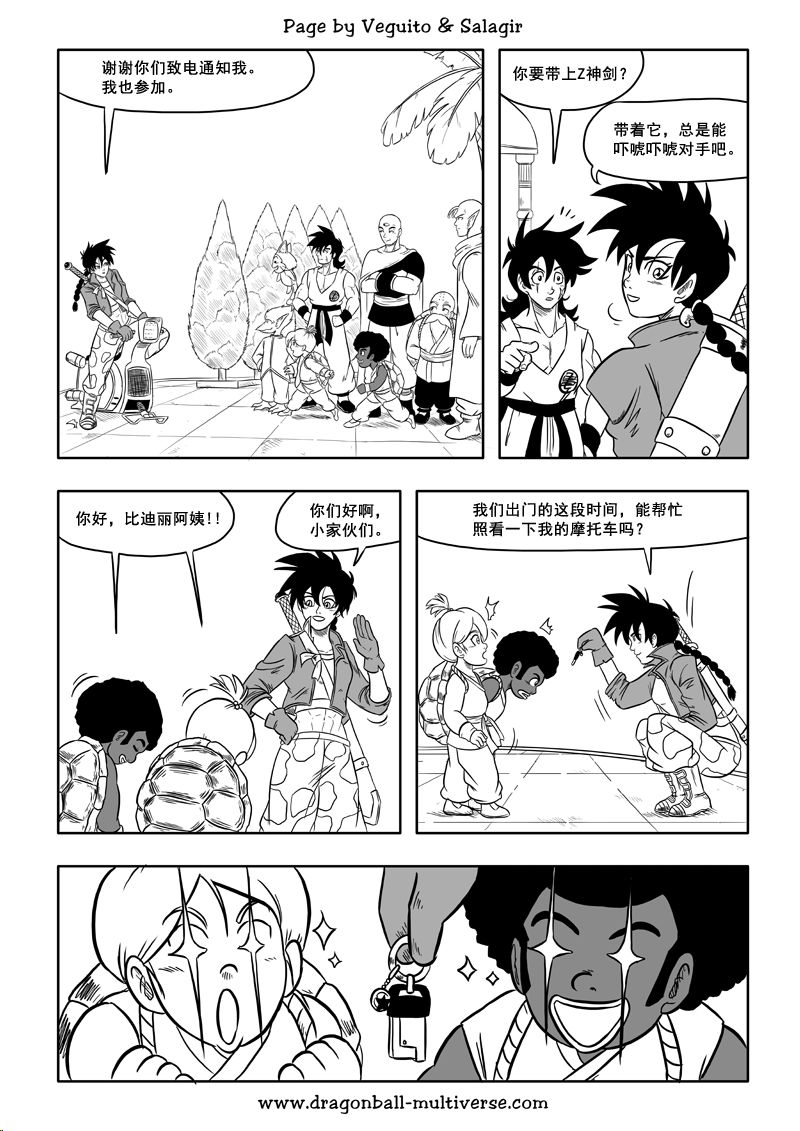 Page by Veguito & Salagir
谢谢你们致电通知我。
我也参加。
你要带上Z神剑？
带着它，总是能
吓唬吓唬对手吧。
你好，比迪丽阿姨!!
你们好啊，
小家伙们。
我们出门的这段时间，能帮忙
照看一下我的摩托车吗？
www.dragonball-multiverse.com